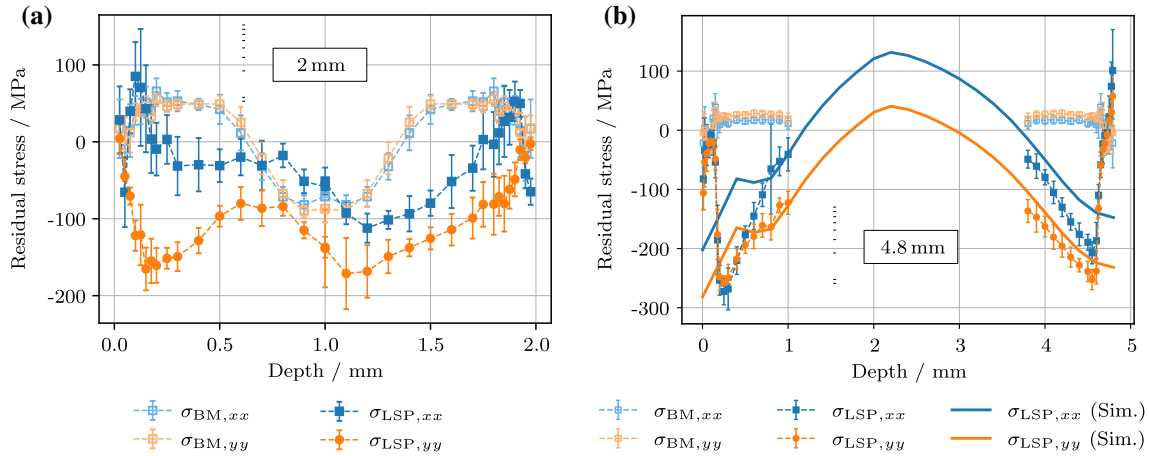 (a)
Residual stress / MPa
100
0
-100
-200
2 mm
0.0 0.5 1.0 1.5 2.0
Depth / mm
σBM,xx σLSP,xx
σBM,yy σLSP,yy
(b)
Residual stress / MPa
100
0
-100
-200
-300
4.8 mm
0 1 2 3 4 5
Depth / mm
σBM,xx σLSP,xx σLSP,xx (Sim.)
σBM,yy σLSP,yy σLSP,yy (Sim.)